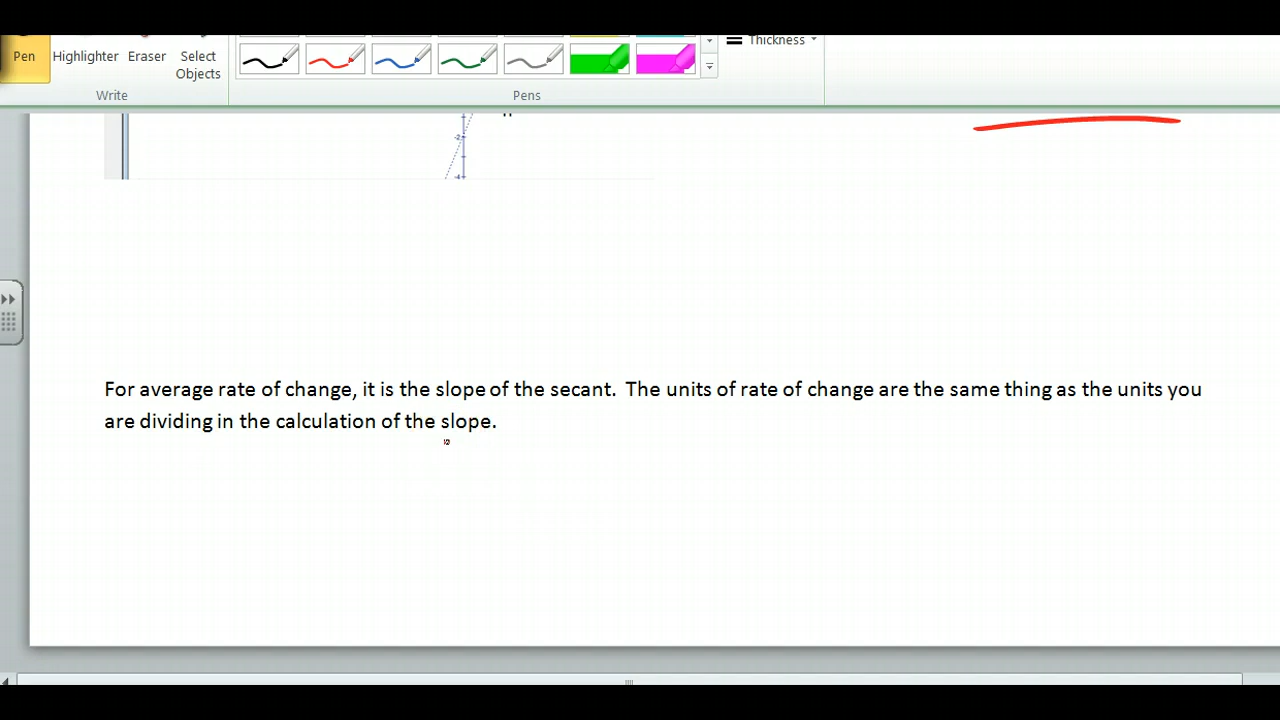 Pen
Highlighter
Eraser
Select
Objects
Thickness
Write
Pens
-2
-4
For average rate of change, it is the slope of the secant.  The units of rate of change are the same thing as the units you
are dividing in the calculation of the slope.